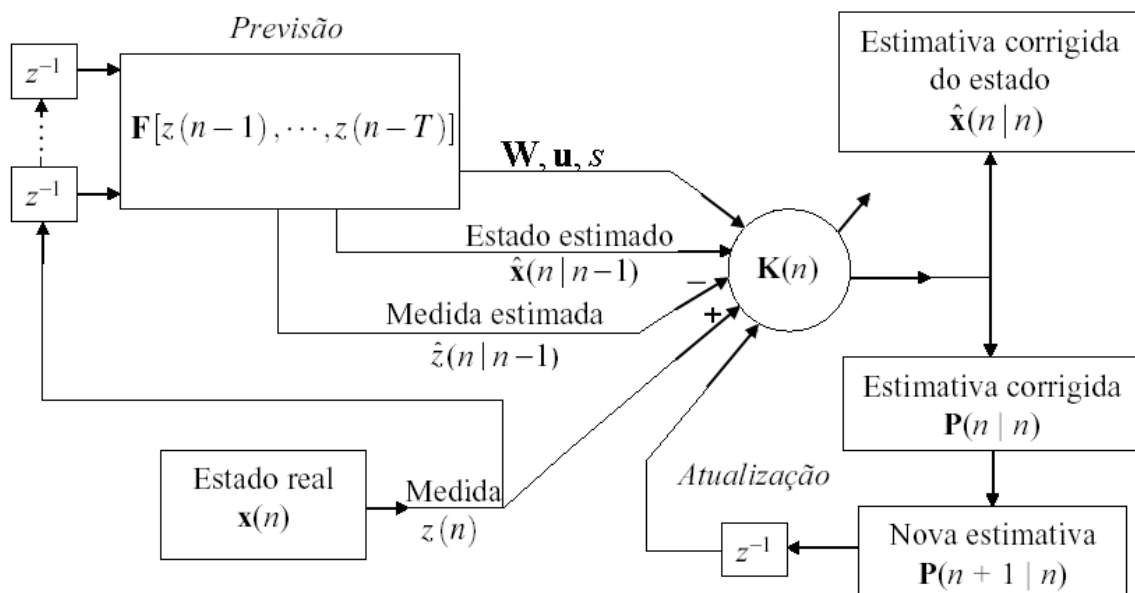 Previsão
z⁻¹
F[z(n−1),⋯,z(n−T)]
z⁻¹
W, u, s
Estado estimado
x̂(n|n−1)
−
Medida estimada
ẑ(n|n−1)
+
K(n)
Estimativa corrigida
do estado
x̂(n|n)
Estimativa corrigida
P(n | n)
Estado real
x(n)
Medida
z(n)
Atualização
z⁻¹
Nova estimativa
P(n + 1 | n)